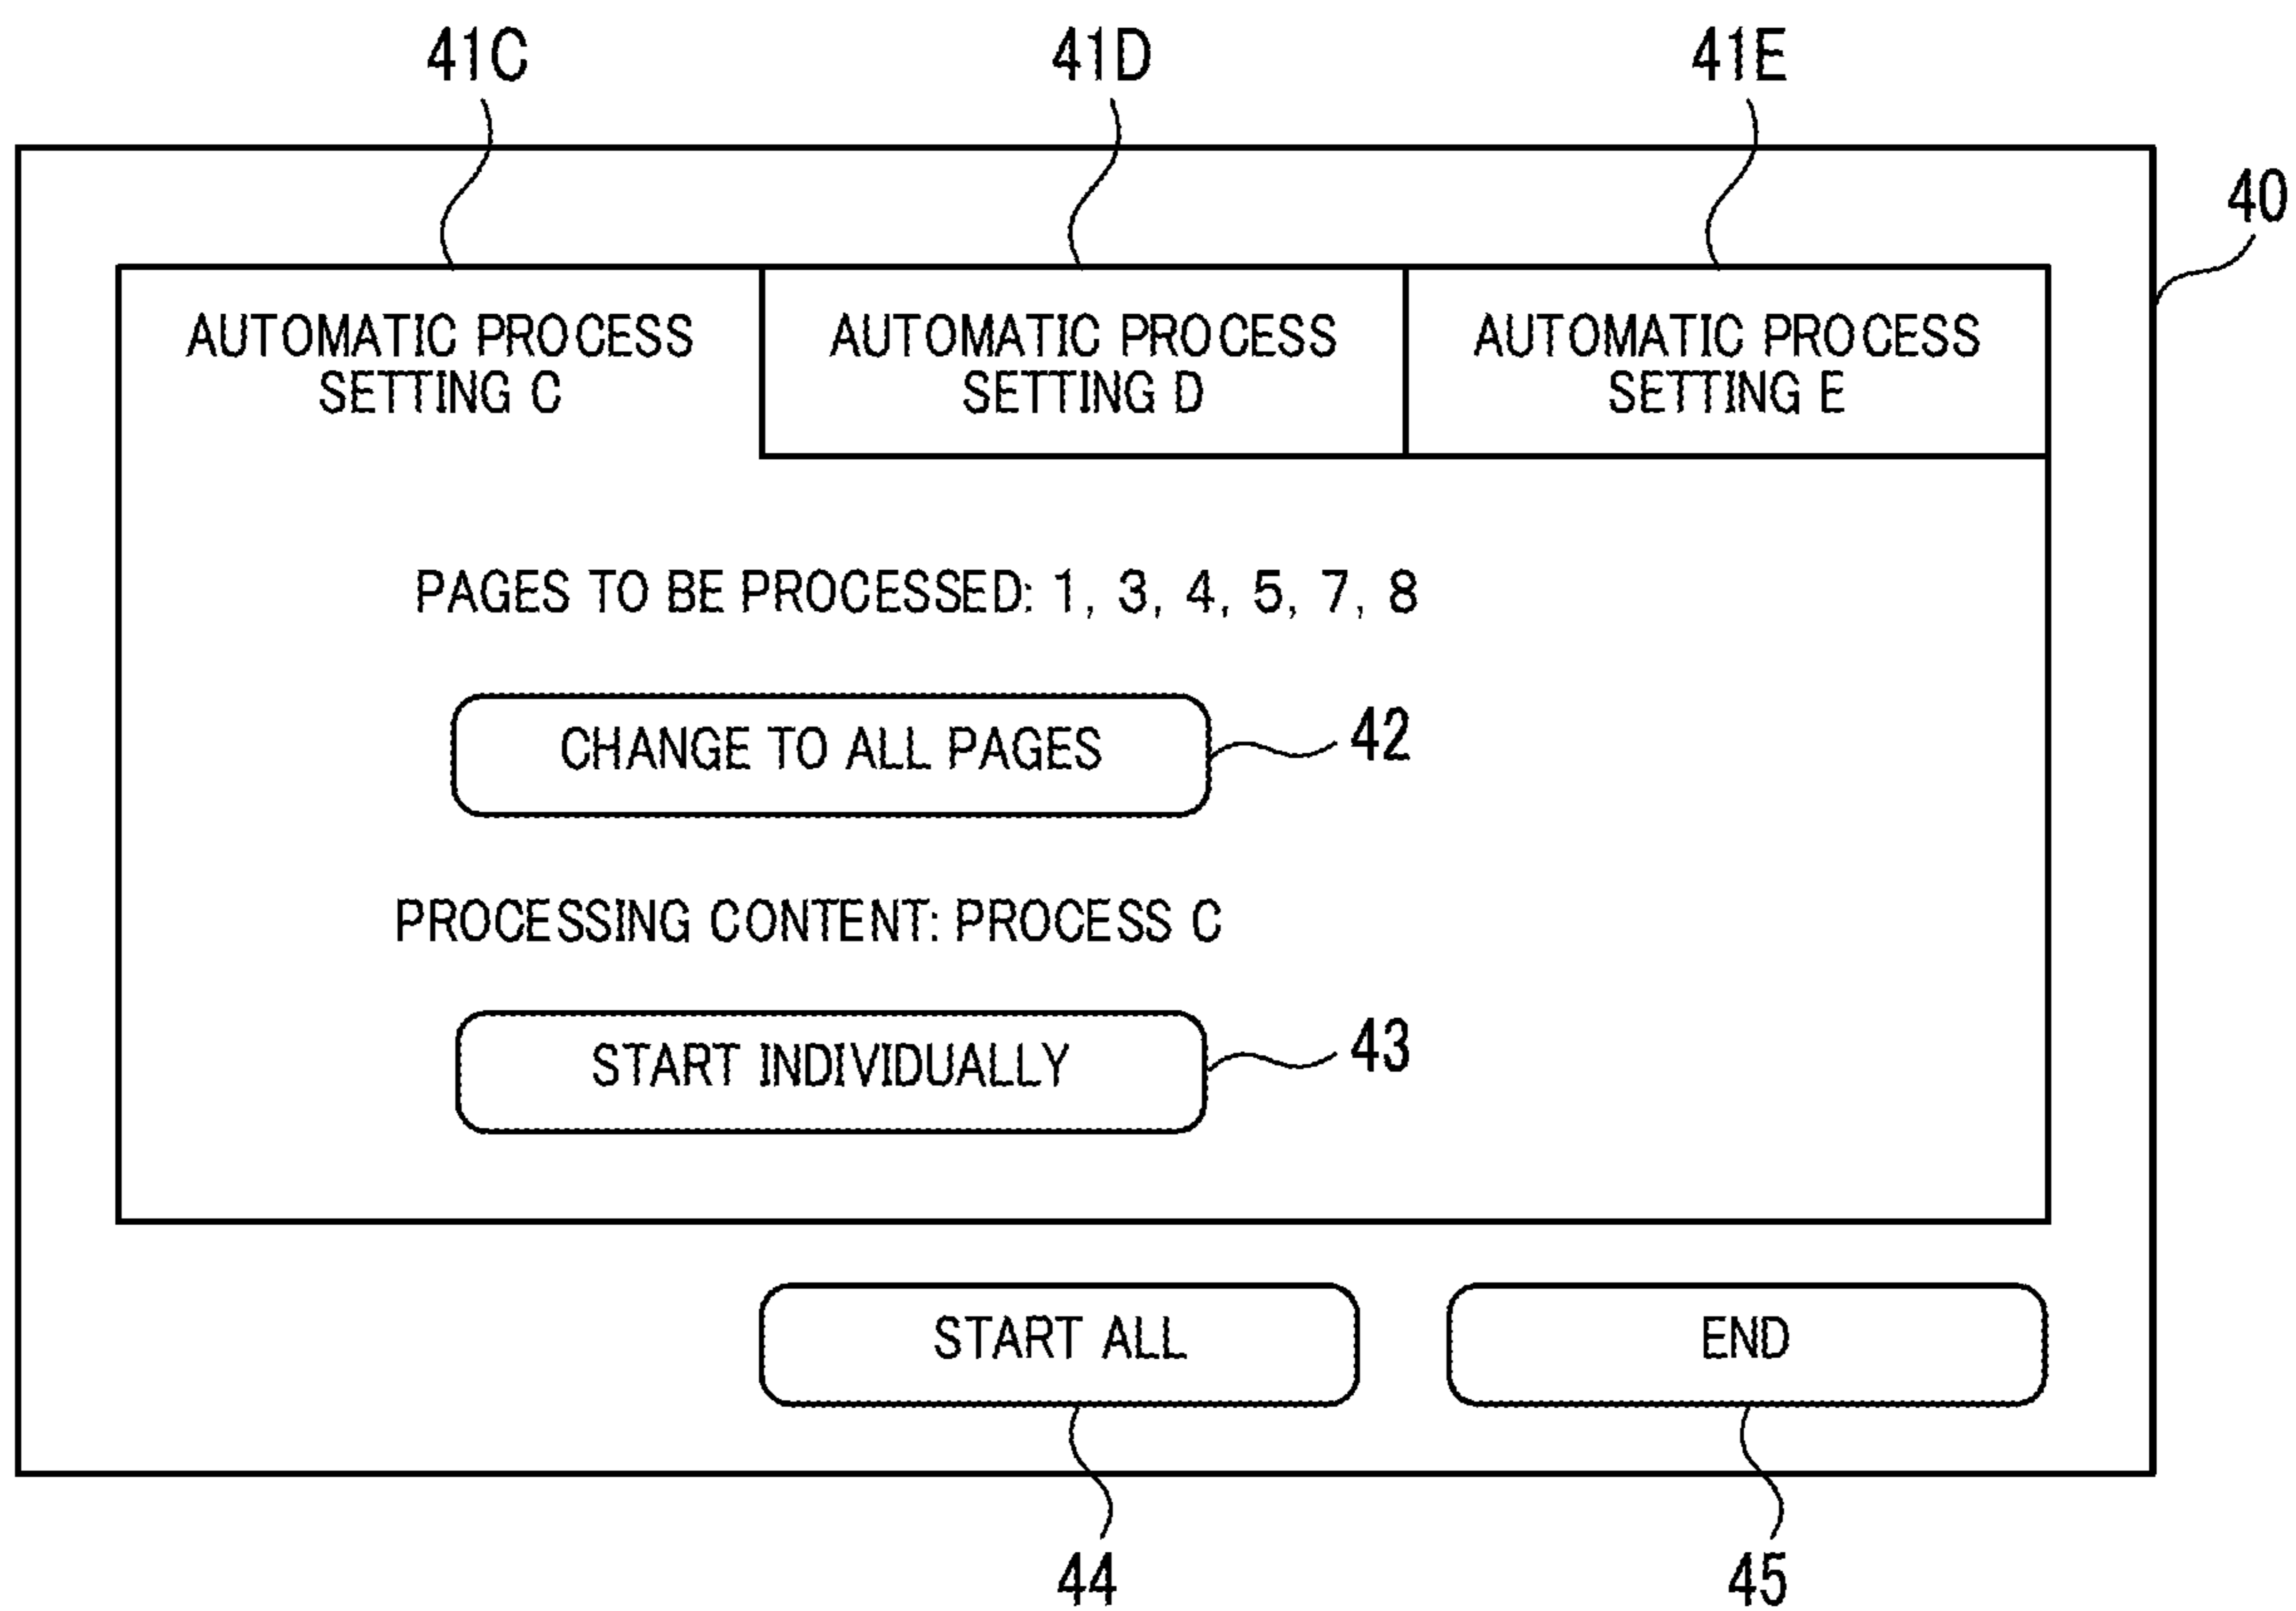 41C
41D
41E
40
AUTOMATIC PROCESS
SETTING C
AUTOMATIC PROCESS
SETTING D
AUTOMATIC PROCESS
SETTING E
PAGES TO BE PROCESSED: 1, 3, 4, 5, 7, 8
CHANGE TO ALL PAGES
42
PROCESSING CONTENT: PROCESS C
START INDIVIDUALLY
43
START ALL
END
44
45